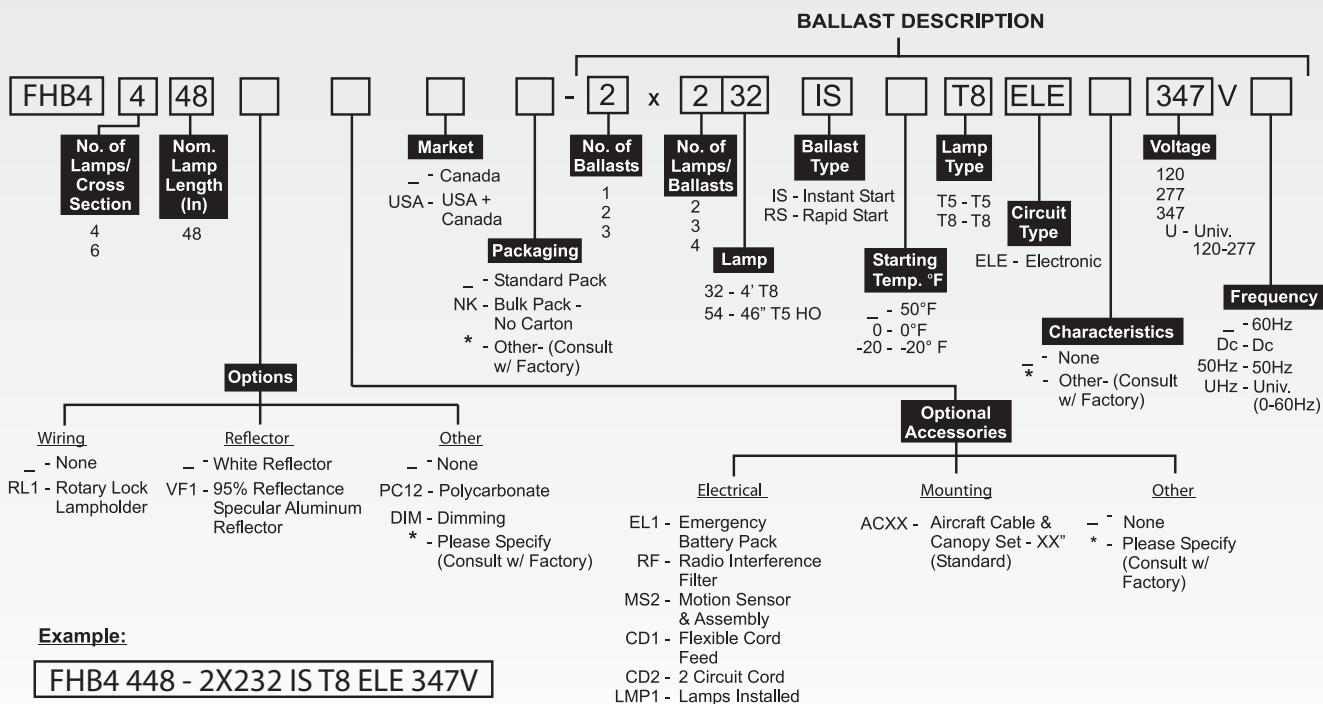 BALLAST DESCRIPTION
FHB4 4 48 - 2 x 2 32 IS T8 ELE 347 V
No. of
Lamps/
Cross
Section
4
6
Nom.
Lamp
Length
(In)
48
Market
_ - Canada
USA - USA +
Canada
Packaging
_ - Standard Pack
NK - Bulk Pack -
No Carton
* - Other- (Consult
w/ Factory)
No. of
Ballasts
1
2
3
No. of
Lamps/
Ballasts
2
3
4
Lamp
32 - 4' T8
54 - 46" T5 HO
Ballast
Type
IS - Instant Start
RS - Rapid Start
Starting
Temp. °F
_ - 50°F
0 - 0°F
-20 - -20° F
Lamp
Type
T5 - T5
T8 - T8
Circuit
Type
ELE - Electronic
Characteristics
_ - None
* - Other- (Consult
w/ Factory)
Voltage
120
277
347
U - Univ.
120-277
Frequency
_ - 60Hz
Dc - Dc
50Hz - 50Hz
UHz - Univ.
(0-60Hz)
Options
Wiring
_ - None
RL1 - Rotary Lock
Lampholder
Reflector
_ - White Reflector
VF1 - 95% Reflectance
Specular Aluminum
Reflector
Other
_ - None
PC12 - Polycarbonate
DIM - Dimming
* - Please Specify
(Consult w/ Factory)
Optional
Accessories
Electrical
EL1 - Emergency
Battery Pack
RF - Radio Interference
Filter
MS2 - Motion Sensor
& Assembly
CD1 - Flexible Cord
Feed
CD2 - 2 Circuit Cord
LMP1 - Lamps Installed
Mounting
ACXX - Aircraft Cable &
Canopy Set - XX"
(Standard)
Other
_ - None
* - Please Specify
(Consult w/
Factory)
Example:
FHB4 448 - 2X232 IS T8 ELE 347V